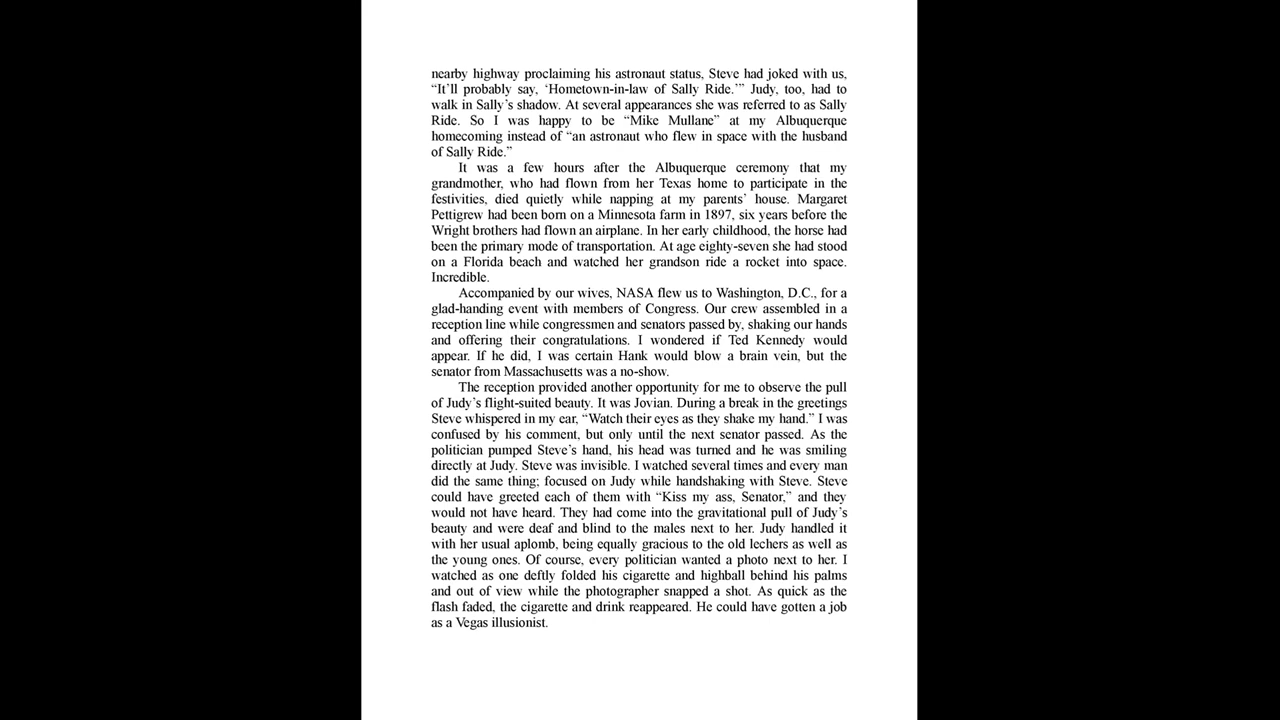 nearby highway proclaiming his astronaut status, Steve had joked with us,
“It’ll probably say, ‘Hometown-in-law of Sally Ride.’” Judy, too, had to
walk in Sally’s shadow. At several appearances she was referred to as Sally
Ride. So I was happy to be “Mike Mullane” at my Albuquerque
homecoming instead of “an astronaut who flew in space with the husband
of Sally Ride.”
It was a few hours after the Albuquerque ceremony that my
grandmother, who had flown from her Texas home to participate in the
festivities, died quietly while napping at my parents’ house. Margaret
Pettigrew had been born on a Minnesota farm in 1897, six years before the
Wright brothers had flown an airplane. In her early childhood, the horse had
been the primary mode of transportation. At age eighty-seven she had stood
on a Florida beach and watched her grandson ride a rocket into space.
Incredible.
Accompanied by our wives, NASA flew us to Washington, D.C., for a
glad-handing event with members of Congress. Our crew assembled in a
reception line while congressmen and senators passed by, shaking our hands
and offering their congratulations. I wondered if Ted Kennedy would
appear. If he did, I was certain Hank would blow a brain vein, but the
senator from Massachusetts was a no-show.
The reception provided another opportunity for me to observe the pull
of Judy’s flight-suited beauty. It was Jovian. During a break in the greetings
Steve whispered in my ear, “Watch their eyes as they shake my hand.” I was
confused by his comment, but only until the next senator passed. As the
politician pumped Steve’s hand, his head was turned and he was smiling
directly at Judy. Steve was invisible. I watched several times and every man
did the same thing; focused on Judy while handshaking with Steve. Steve
could have greeted each of them with “Kiss my ass, Senator,” and they
would not have heard. They had come into the gravitational pull of Judy’s
beauty and were deaf and blind to the males next to her. Judy handled it
with her usual aplomb, being equally gracious to the old lechers as well as
the young ones. Of course, every politician wanted a photo next to her. I
watched as one deftly folded his cigarette and highball behind his palms
and out of view while the photographer snapped a shot. As quick as the
flash faded, the cigarette and drink reappeared. He could have gotten a job
as a Vegas illusionist.